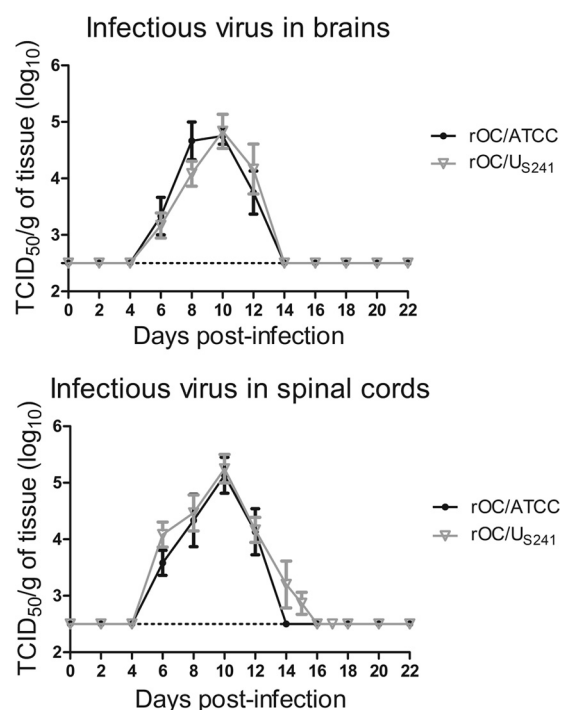 Infectious virus in brains
TCID50/g of tissue (log10)
6
5
4
3
2
0 2 4 6 8 10 12 14 16 18 20 22
Days post-infection
rOC/ATCC
rOC/US241
Infectious virus in spinal cords
TCID50/g of tissue (log10)
6
5
4
3
2
0 2 4 6 8 10 12 14 16 18 20 22
Days post-infection
rOC/ATCC
rOC/US241